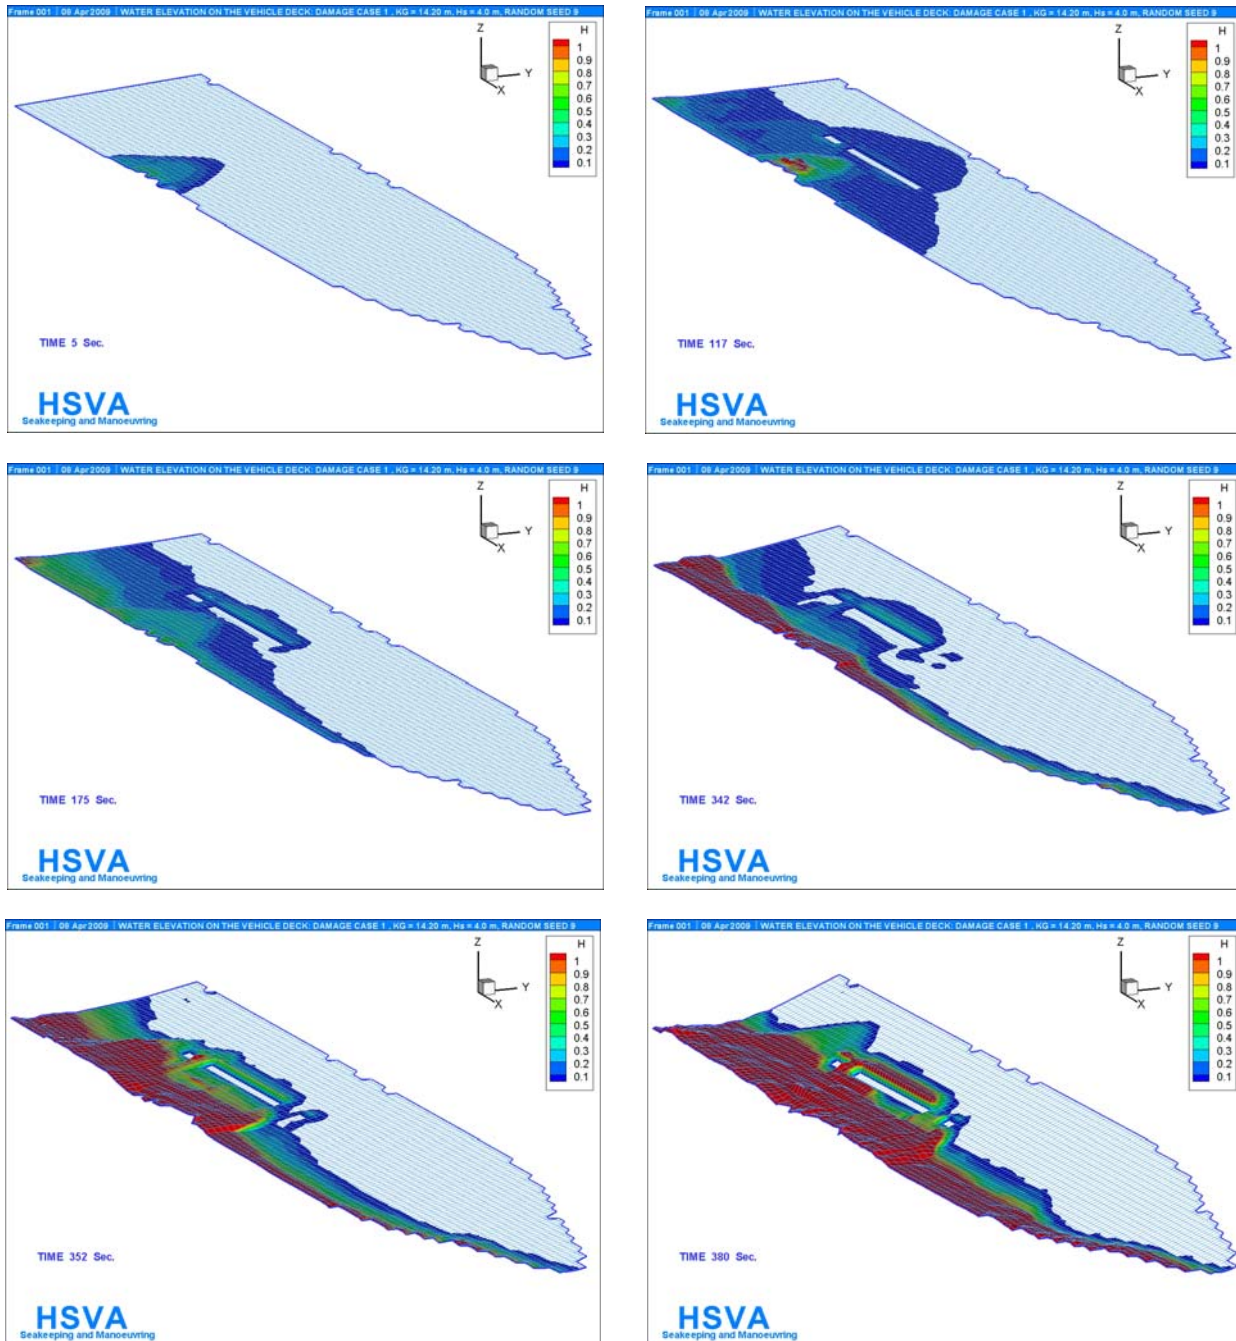 Frame 001 | 08 Apr 2009 | WATER ELEVATION ON THE VEHICLE DECK: DAMAGE CASE 1 , KG = 14.20 m, Hs = 4.0 m, RANDOM SEED 9
Z
Y
X
H
1
0.9
0.8
0.7
0.6
0.5
0.4
0.3
0.2
0.1
TIME 5 Sec.
HSVA
Seakeeping and Manoeuvring
Frame 001 | 08 Apr 2009 | WATER ELEVATION ON THE VEHICLE DECK: DAMAGE CASE 1 , KG = 14.20 m, Hs = 4.0 m, RANDOM SEED 9
Z
Y
X
H
1
0.9
0.8
0.7
0.6
0.5
0.4
0.3
0.2
0.1
TIME 117 Sec.
HSVA
Seakeeping and Manoeuvring
Frame 001 | 08 Apr 2009 | WATER ELEVATION ON THE VEHICLE DECK: DAMAGE CASE 1 , KG = 14.20 m, Hs = 4.0 m, RANDOM SEED 9
Z
Y
X
H
1
0.9
0.8
0.7
0.6
0.5
0.4
0.3
0.2
0.1
TIME 175 Sec.
HSVA
Seakeeping and Manoeuvring
Frame 001 | 08 Apr 2009 | WATER ELEVATION ON THE VEHICLE DECK: DAMAGE CASE 1 , KG = 14.20 m, Hs = 4.0 m, RANDOM SEED 9
Z
Y
X
H
1
0.9
0.8
0.7
0.6
0.5
0.4
0.3
0.2
0.1
TIME 342 Sec.
HSVA
Seakeeping and Manoeuvring
Frame 001 | 08 Apr 2009 | WATER ELEVATION ON THE VEHICLE DECK: DAMAGE CASE 1 , KG = 14.20 m, Hs = 4.0 m, RANDOM SEED 9
Z
Y
X
H
1
0.9
0.8
0.7
0.6
0.5
0.4
0.3
0.2
0.1
TIME 352 Sec.
HSVA
Seakeeping and Manoeuvring
Frame 001 | 08 Apr 2009 | WATER ELEVATION ON THE VEHICLE DECK: DAMAGE CASE 1 , KG = 14.20 m, Hs = 4.0 m, RANDOM SEED 9
Z
Y
X
H
1
0.9
0.8
0.7
0.6
0.5
0.4
0.3
0.2
0.1
TIME 380 Sec.
HSVA
Seakeeping and Manoeuvring